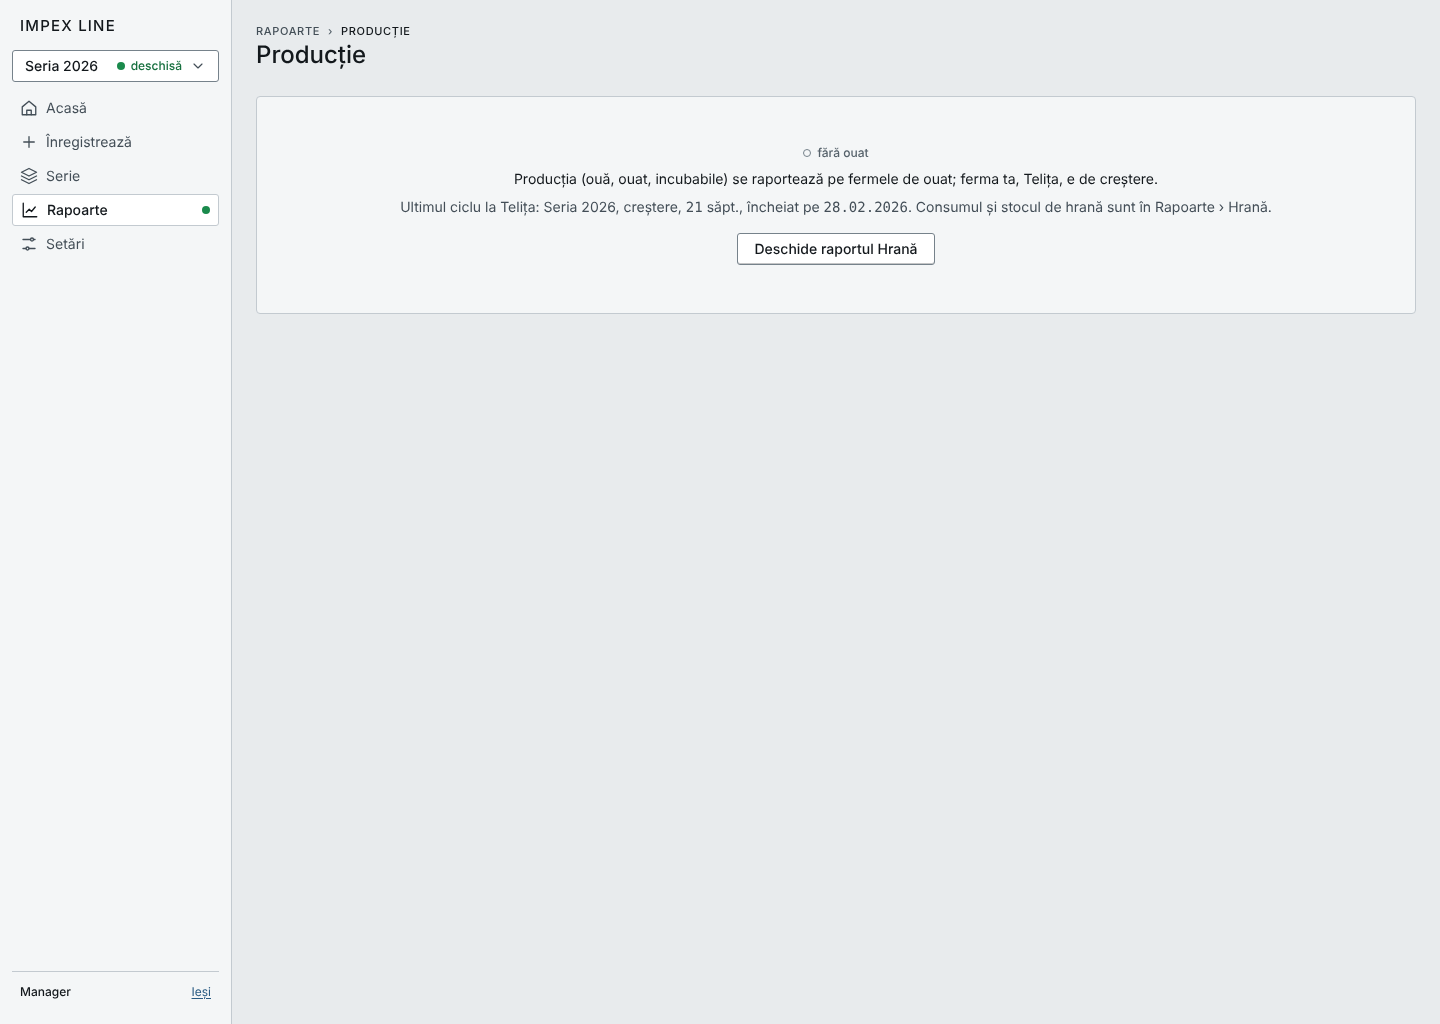 IMPEX LINE
Seria 2026 deschisă
Acasă
Înregistrează
Serie
Rapoarte
Setări
Manager Ieși
RAPOARTE › PRODUCȚIE
Producție
fără ouat
Producția (ouă, ouat, incubabile) se raportează pe fermele de ouat; ferma ta, Telița, e de creștere.
Ultimul ciclu la Telița: Seria 2026, creștere, 21 săpt., încheiat pe 28.02.2026. Consumul și stocul de hrană sunt în Rapoarte › Hrană.
Deschide raportul Hrană